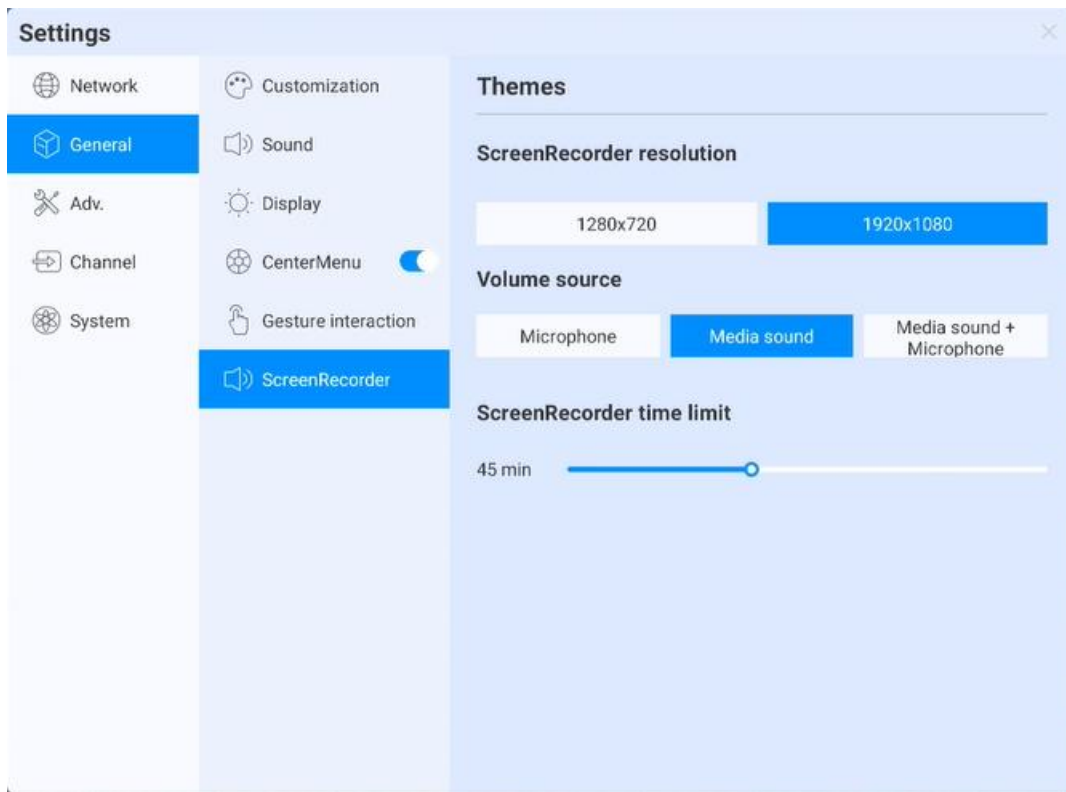 Settings
Network
General
Adv.
Channel
System
Customization
Sound
Display
CenterMenu
Gesture interaction
ScreenRecorder
Themes
ScreenRecorder resolution
1280x720
1920x1080
Volume source
Microphone
Media sound
Media sound +
Microphone
ScreenRecorder time limit
45 min